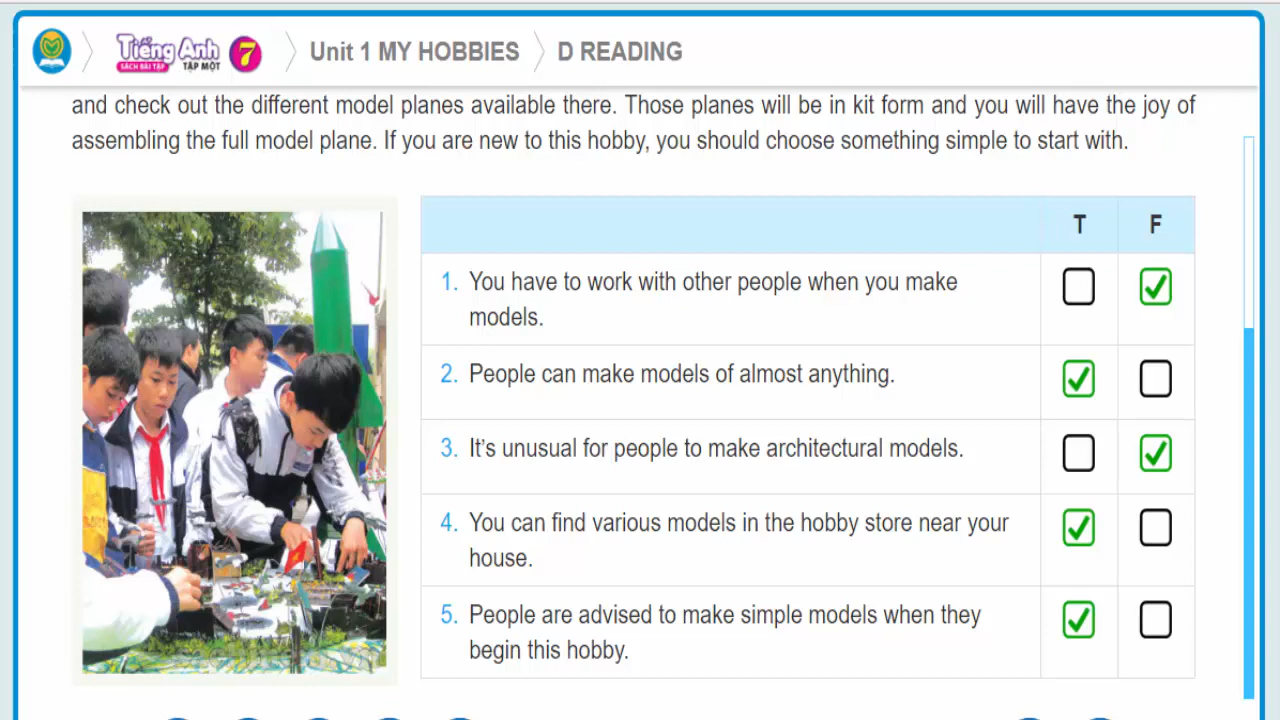 Tiếng Anh 7
SÁCH BÀI TẬP TẬP MỘT
Unit 1 MY HOBBIES
D READING
and check out the different model planes available there. Those planes will be in kit form and you will have the joy of
assembling the full model plane. If you are new to this hobby, you should choose something simple to start with.
T F
1. You have to work with other people when you make
models.
2. People can make models of almost anything.
3. It's unusual for people to make architectural models.
4. You can find various models in the hobby store near your
house.
5. People are advised to make simple models when they
begin this hobby.